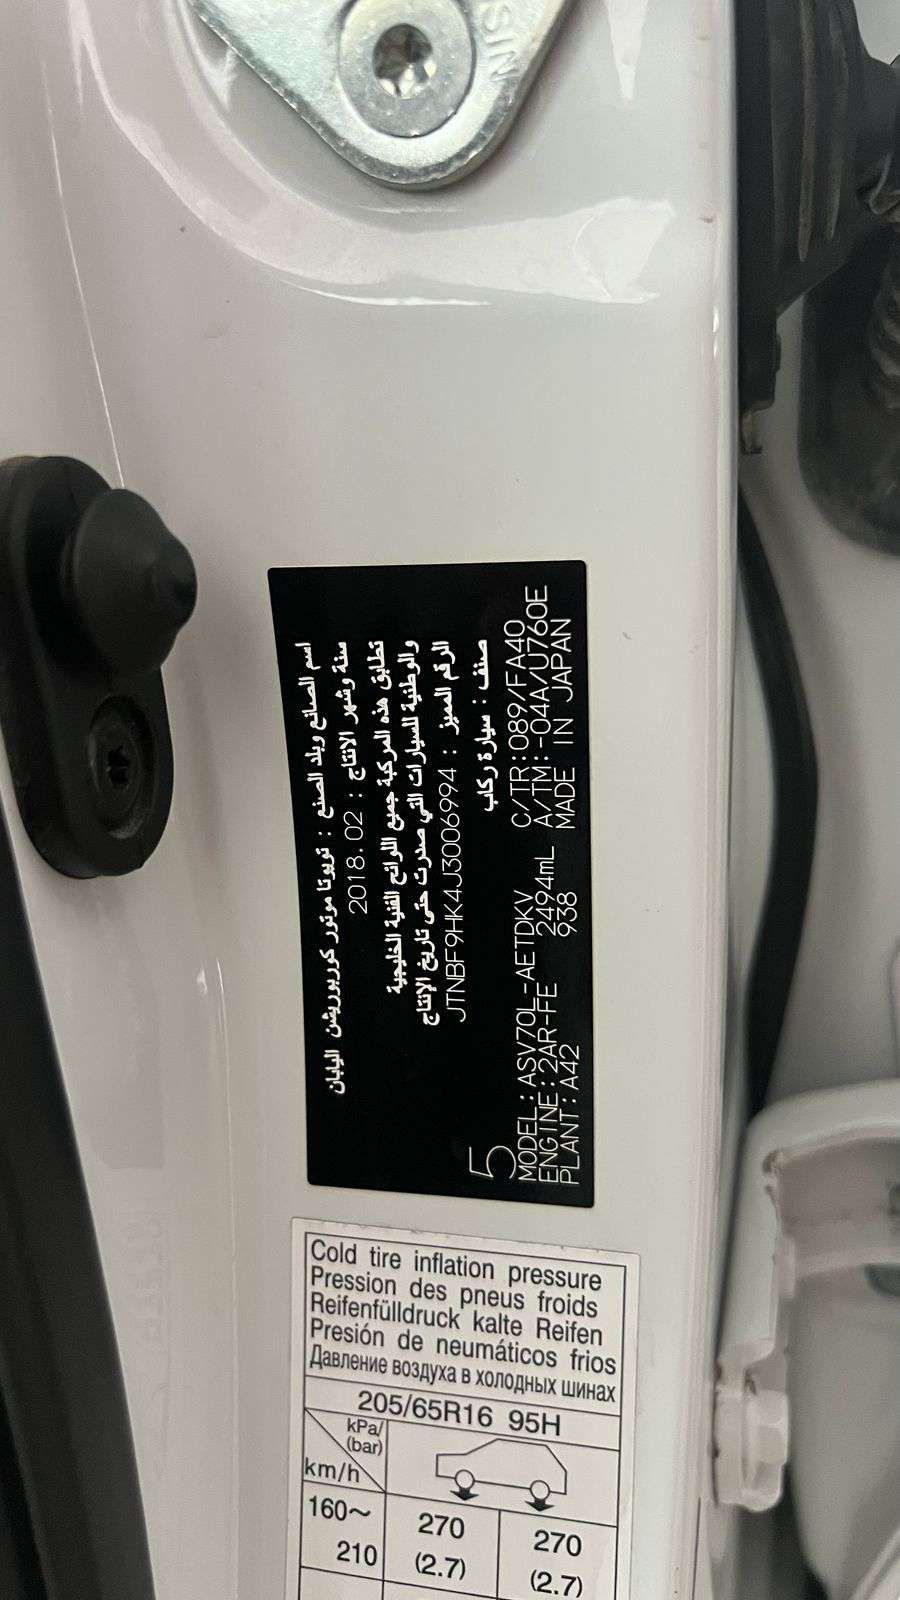 NISI
اسم الصانع وبلد الصنع : تويوتا موتور كوربوريشن اليابان
سنة وشهر الانتاج : 2018.02
تطابق هذه المركبة جميع اللوائح الفنية الخليجية
والوطنية للسيارات التي صدرت حتى تاريخ الإنتاج
الرقم المميز : JTNBF9HK4J3006994
صنف : سيارة ركاب
5
MODEL:ASV70L-AETDKV C/TR:089/FA40
ENGINE:2AR-FE 2494mL A/TM:-04A/U760E
PLANT:A42 938 MADE IN JAPAN
Cold tire inflation pressure
Pression des pneus froids
Reifenfülldruck kalte Reifen
Presión de neumáticos frios
Давление воздуха в холодных шинах
205/65R16 95H
kPa/
(bar)
km/h
160~
210
270
(2.7)
270
(2.7)